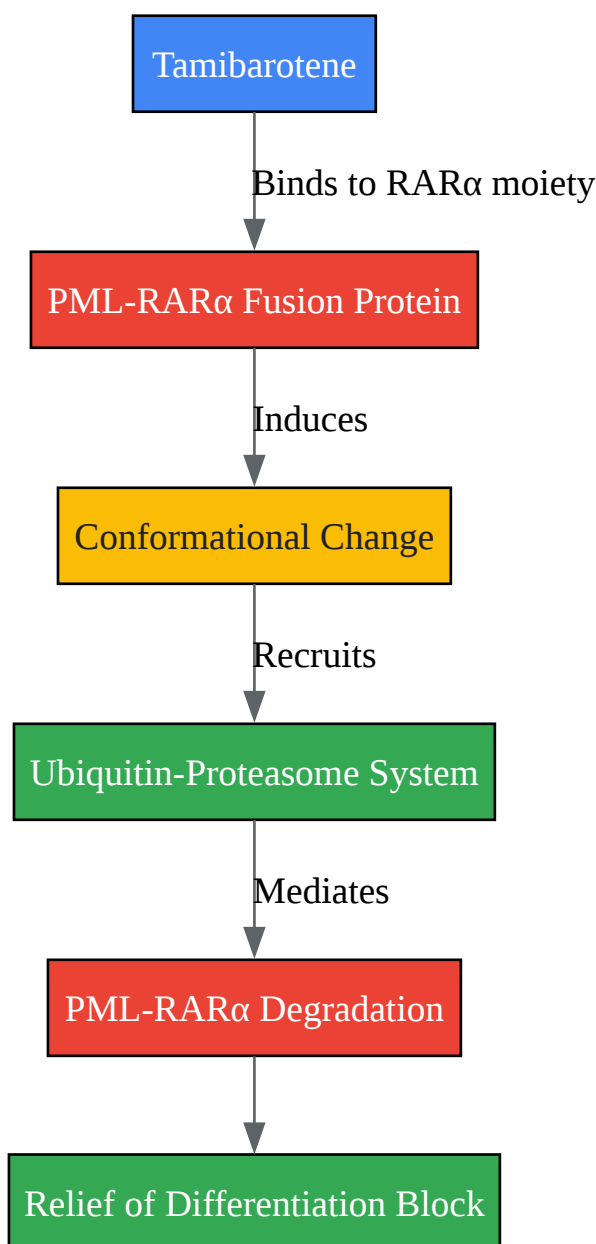 Tamibarotene
Binds to RARα moiety
PML-RARα Fusion Protein
Induces
Conformational Change
Recruits
Ubiquitin-Proteasome System
Mediates
PML-RARα Degradation
Relief of Differentiation Block